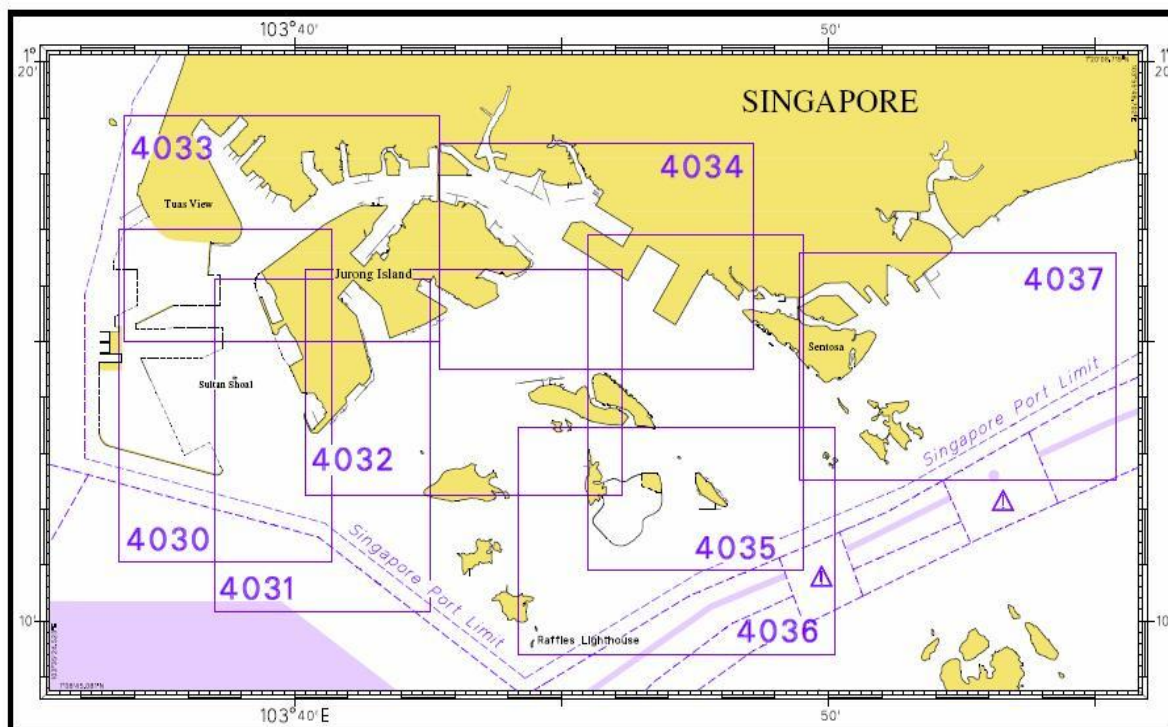 103°40'
50'
1°
20'
1°
20'
SINGAPORE
4033
4034
Tuas View
Jurong Island
4037
Sentosa
Sultan Shoal
Singapore Port Limit
4032
4030
4035
4031
Singapore Port Limit
4036
Raffles Lighthouse
10'
10'
103°40'E
50'